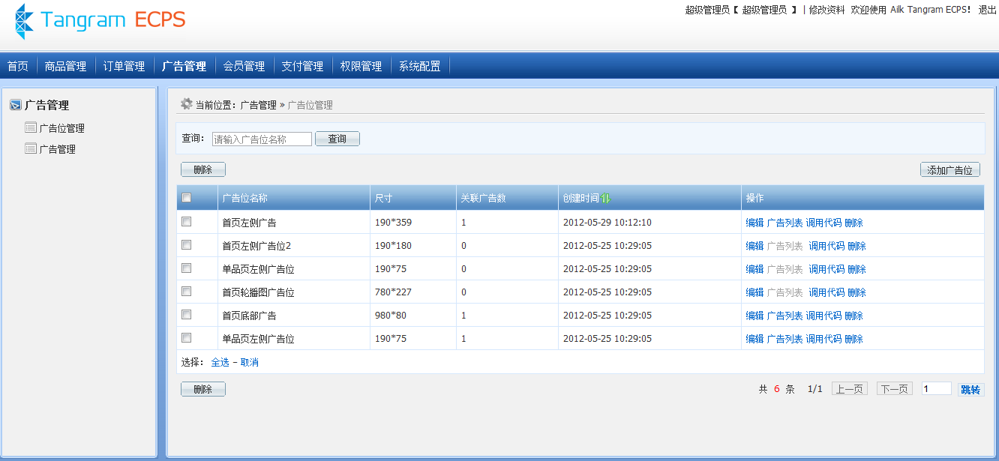 Tangram ECPS
超级管理员【 超级管理员 】 | 修改资料 欢迎使用 Ailk Tangram ECPS! 退出
首页 商品管理 订单管理 广告管理 会员管理 支付管理 权限管理 系统配置
广告管理
广告位管理
广告管理
当前位置：广告管理 » 广告位管理
查询： 请输入广告位名称 查询
删除 添加广告位
广告位名称 尺寸 关联广告数 创建时间 操作
首页左侧广告 190*359 1 2012-05-29 10:12:10 编辑 广告列表 调用代码 删除
首页左侧广告位2 190*180 0 2012-05-25 10:29:05 编辑 广告列表 调用代码 删除
单品页左侧广告位 190*75 0 2012-05-25 10:29:05 编辑 广告列表 调用代码 删除
首页轮播图广告位 780*227 0 2012-05-25 10:29:05 编辑 广告列表 调用代码 删除
首页底部广告 980*80 1 2012-05-25 10:29:05 编辑 广告列表 调用代码 删除
单品页左侧广告位 190*75 1 2012-05-25 10:29:05 编辑 广告列表 调用代码 删除
选择： 全选 - 取消
删除 共 6 条 1/1 上一页 下一页 1 跳转